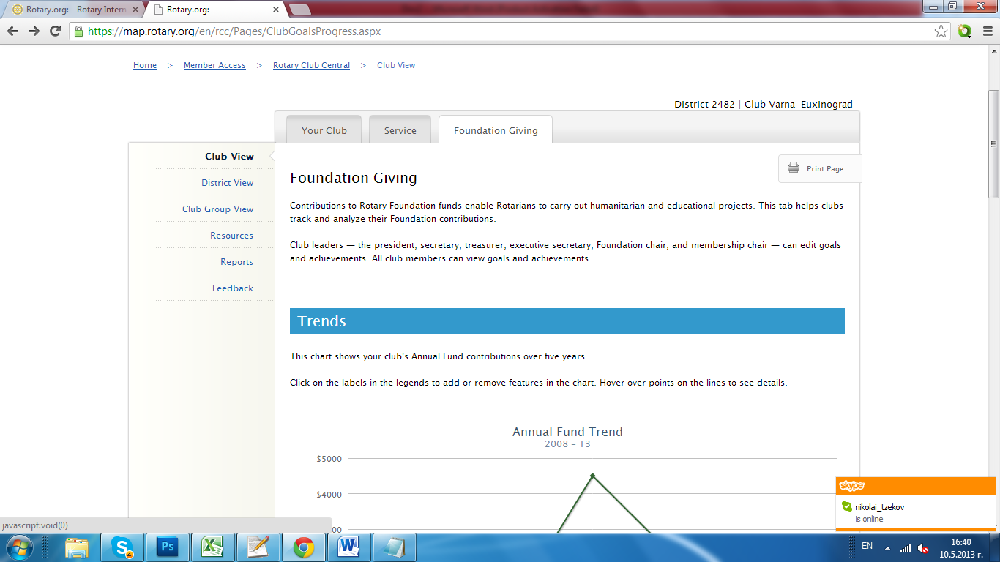 Rotary.org: - Rotary Intern
Rotary.org:
https://map.rotary.org/en/rcc/Pages/ClubGoalsProgress.aspx
Home > Member Access > Rotary Club Central > Club View
District 2482 | Club Varna-Euxinograd
Your Club
Service
Foundation Giving
Club View
District View
Club Group View
Resources
Reports
Feedback
Print Page
Foundation Giving
Contributions to Rotary Foundation funds enable Rotarians to carry out humanitarian and educational projects. This tab helps clubs
track and analyze their Foundation contributions.
Club leaders — the president, secretary, treasurer, executive secretary, Foundation chair, and membership chair — can edit goals
and achievements. All club members can view goals and achievements.
Trends
This chart shows your club's Annual Fund contributions over five years.
Click on the labels in the legends to add or remove features in the chart. Hover over points on the lines to see details.
Annual Fund Trend
2008 – 13
$5000
$4000
00
skype
nikolai_tzekov
is online
javascript:void(0)
S
4
Ps
X
W
EN
16:40
10.5.2013 г.